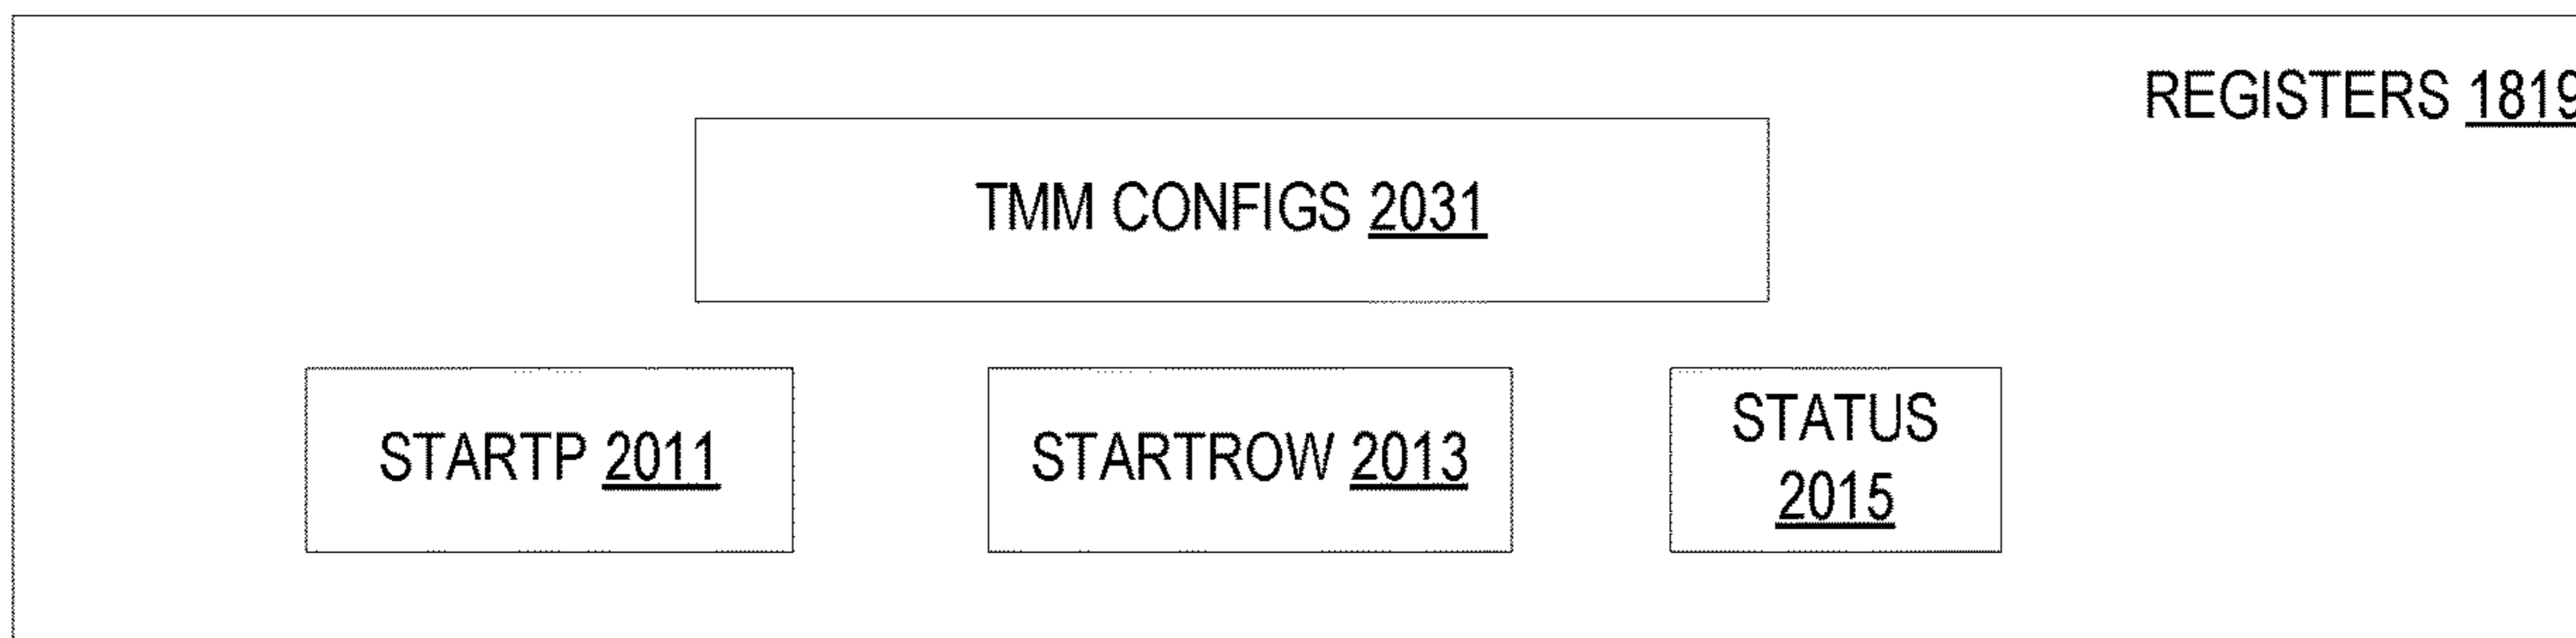 REGISTERS 1819
TMM CONFIGS 2031
STARTP 2011
STARTROW 2013
STATUS
2015